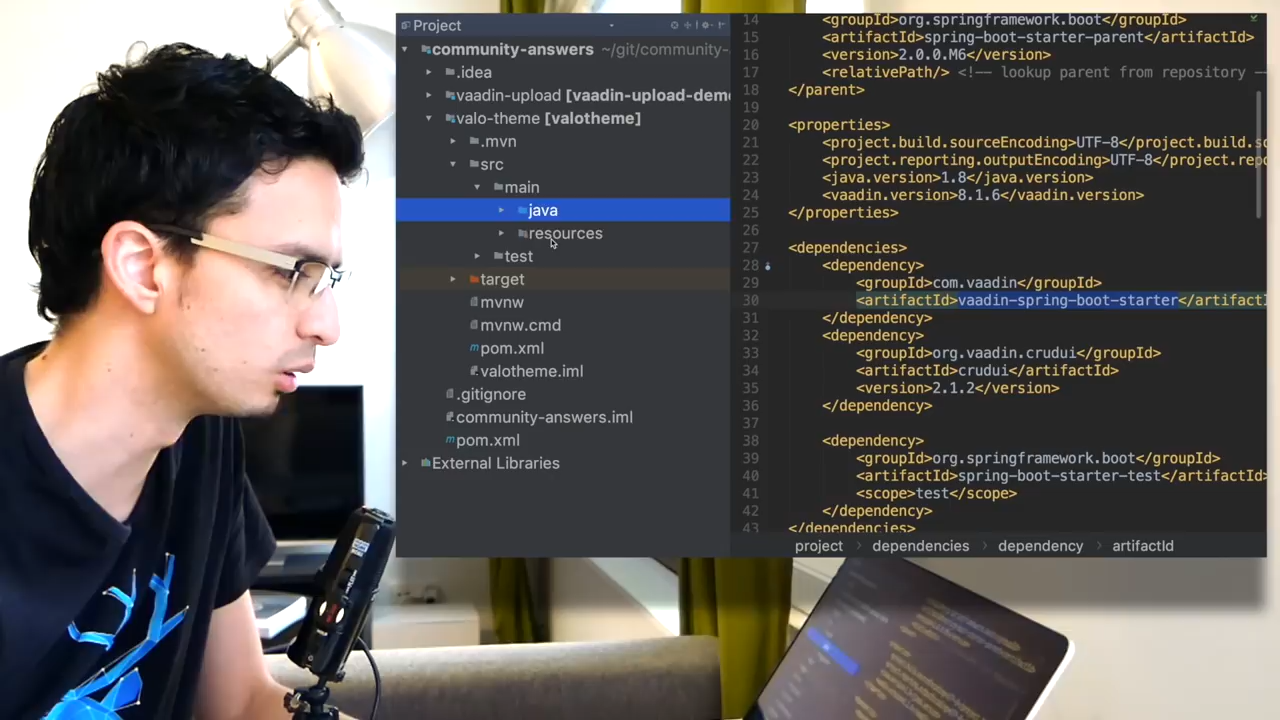 Project
community-answers ~/git/community-
.idea
vaadin-upload [vaadin-upload-demo
valo-theme [valotheme]
.mvn
src
main
java
resources
test
target
mvnw
mvnw.cmd
pom.xml
valotheme.iml
.gitignore
community-answers.iml
pom.xml
External Libraries
14 <groupId>org.springframework.boot</groupId>
15 <artifactId>spring-boot-starter-parent</artifactId>
16 <version>2.0.0.M6</version>
17 <relativePath/> <!-- lookup parent from repository --
18 </parent>
19
20 <properties>
21 <project.build.sourceEncoding>UTF-8</project.build.so
22 <project.reporting.outputEncoding>UTF-8</project.repo
23 <java.version>1.8</java.version>
24 <vaadin.version>8.1.6</vaadin.version>
25 </properties>
26
27 <dependencies>
28 <dependency>
29 <groupId>com.vaadin</groupId>
30 <artifactId>vaadin-spring-boot-starter</artifactI
31 </dependency>
32 <dependency>
33 <groupId>org.vaadin.crudui</groupId>
34 <artifactId>crudui</artifactId>
35 <version>2.1.2</version>
36 </dependency>
37
38 <dependency>
39 <groupId>org.springframework.boot</groupId>
40 <artifactId>spring-boot-starter-test</artifactId>
41 <scope>test</scope>
42 </dependency>
43 </dependencies>
project > dependencies > dependency > artifactId